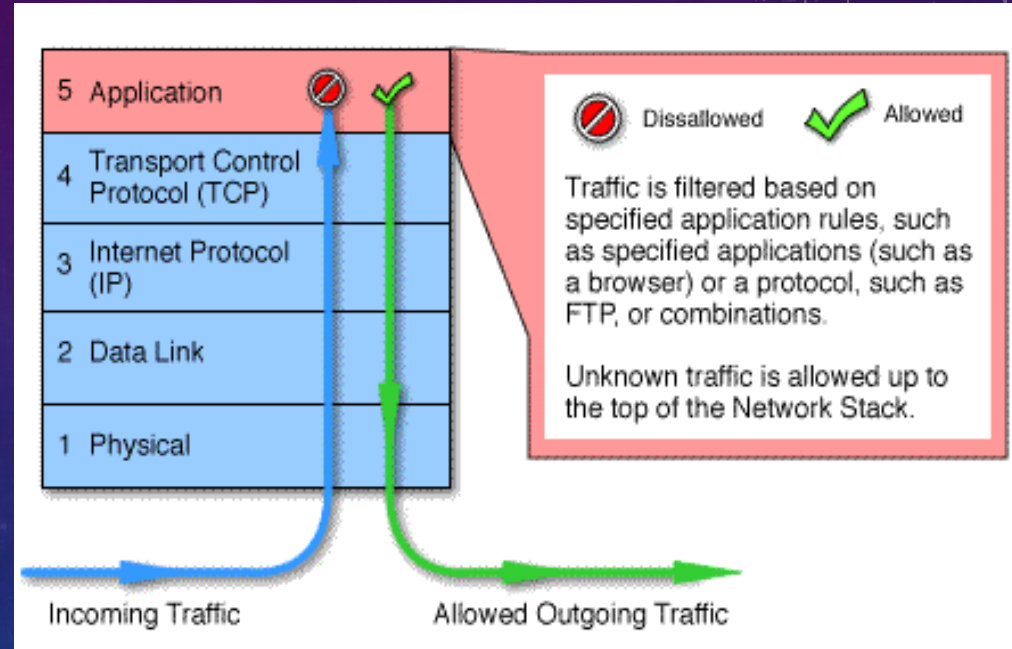 5 Application
4 Transport Control
Protocol (TCP)
3 Internet Protocol
(IP)
2 Data Link
1 Physical
Incoming Traffic
Allowed Outgoing Traffic
Dissallowed
Allowed
Traffic is filtered based on
specified application rules, such
as specified applications (such as
a browser) or a protocol, such as
FTP, or combinations.
Unknown traffic is allowed up to
the top of the Network Stack.